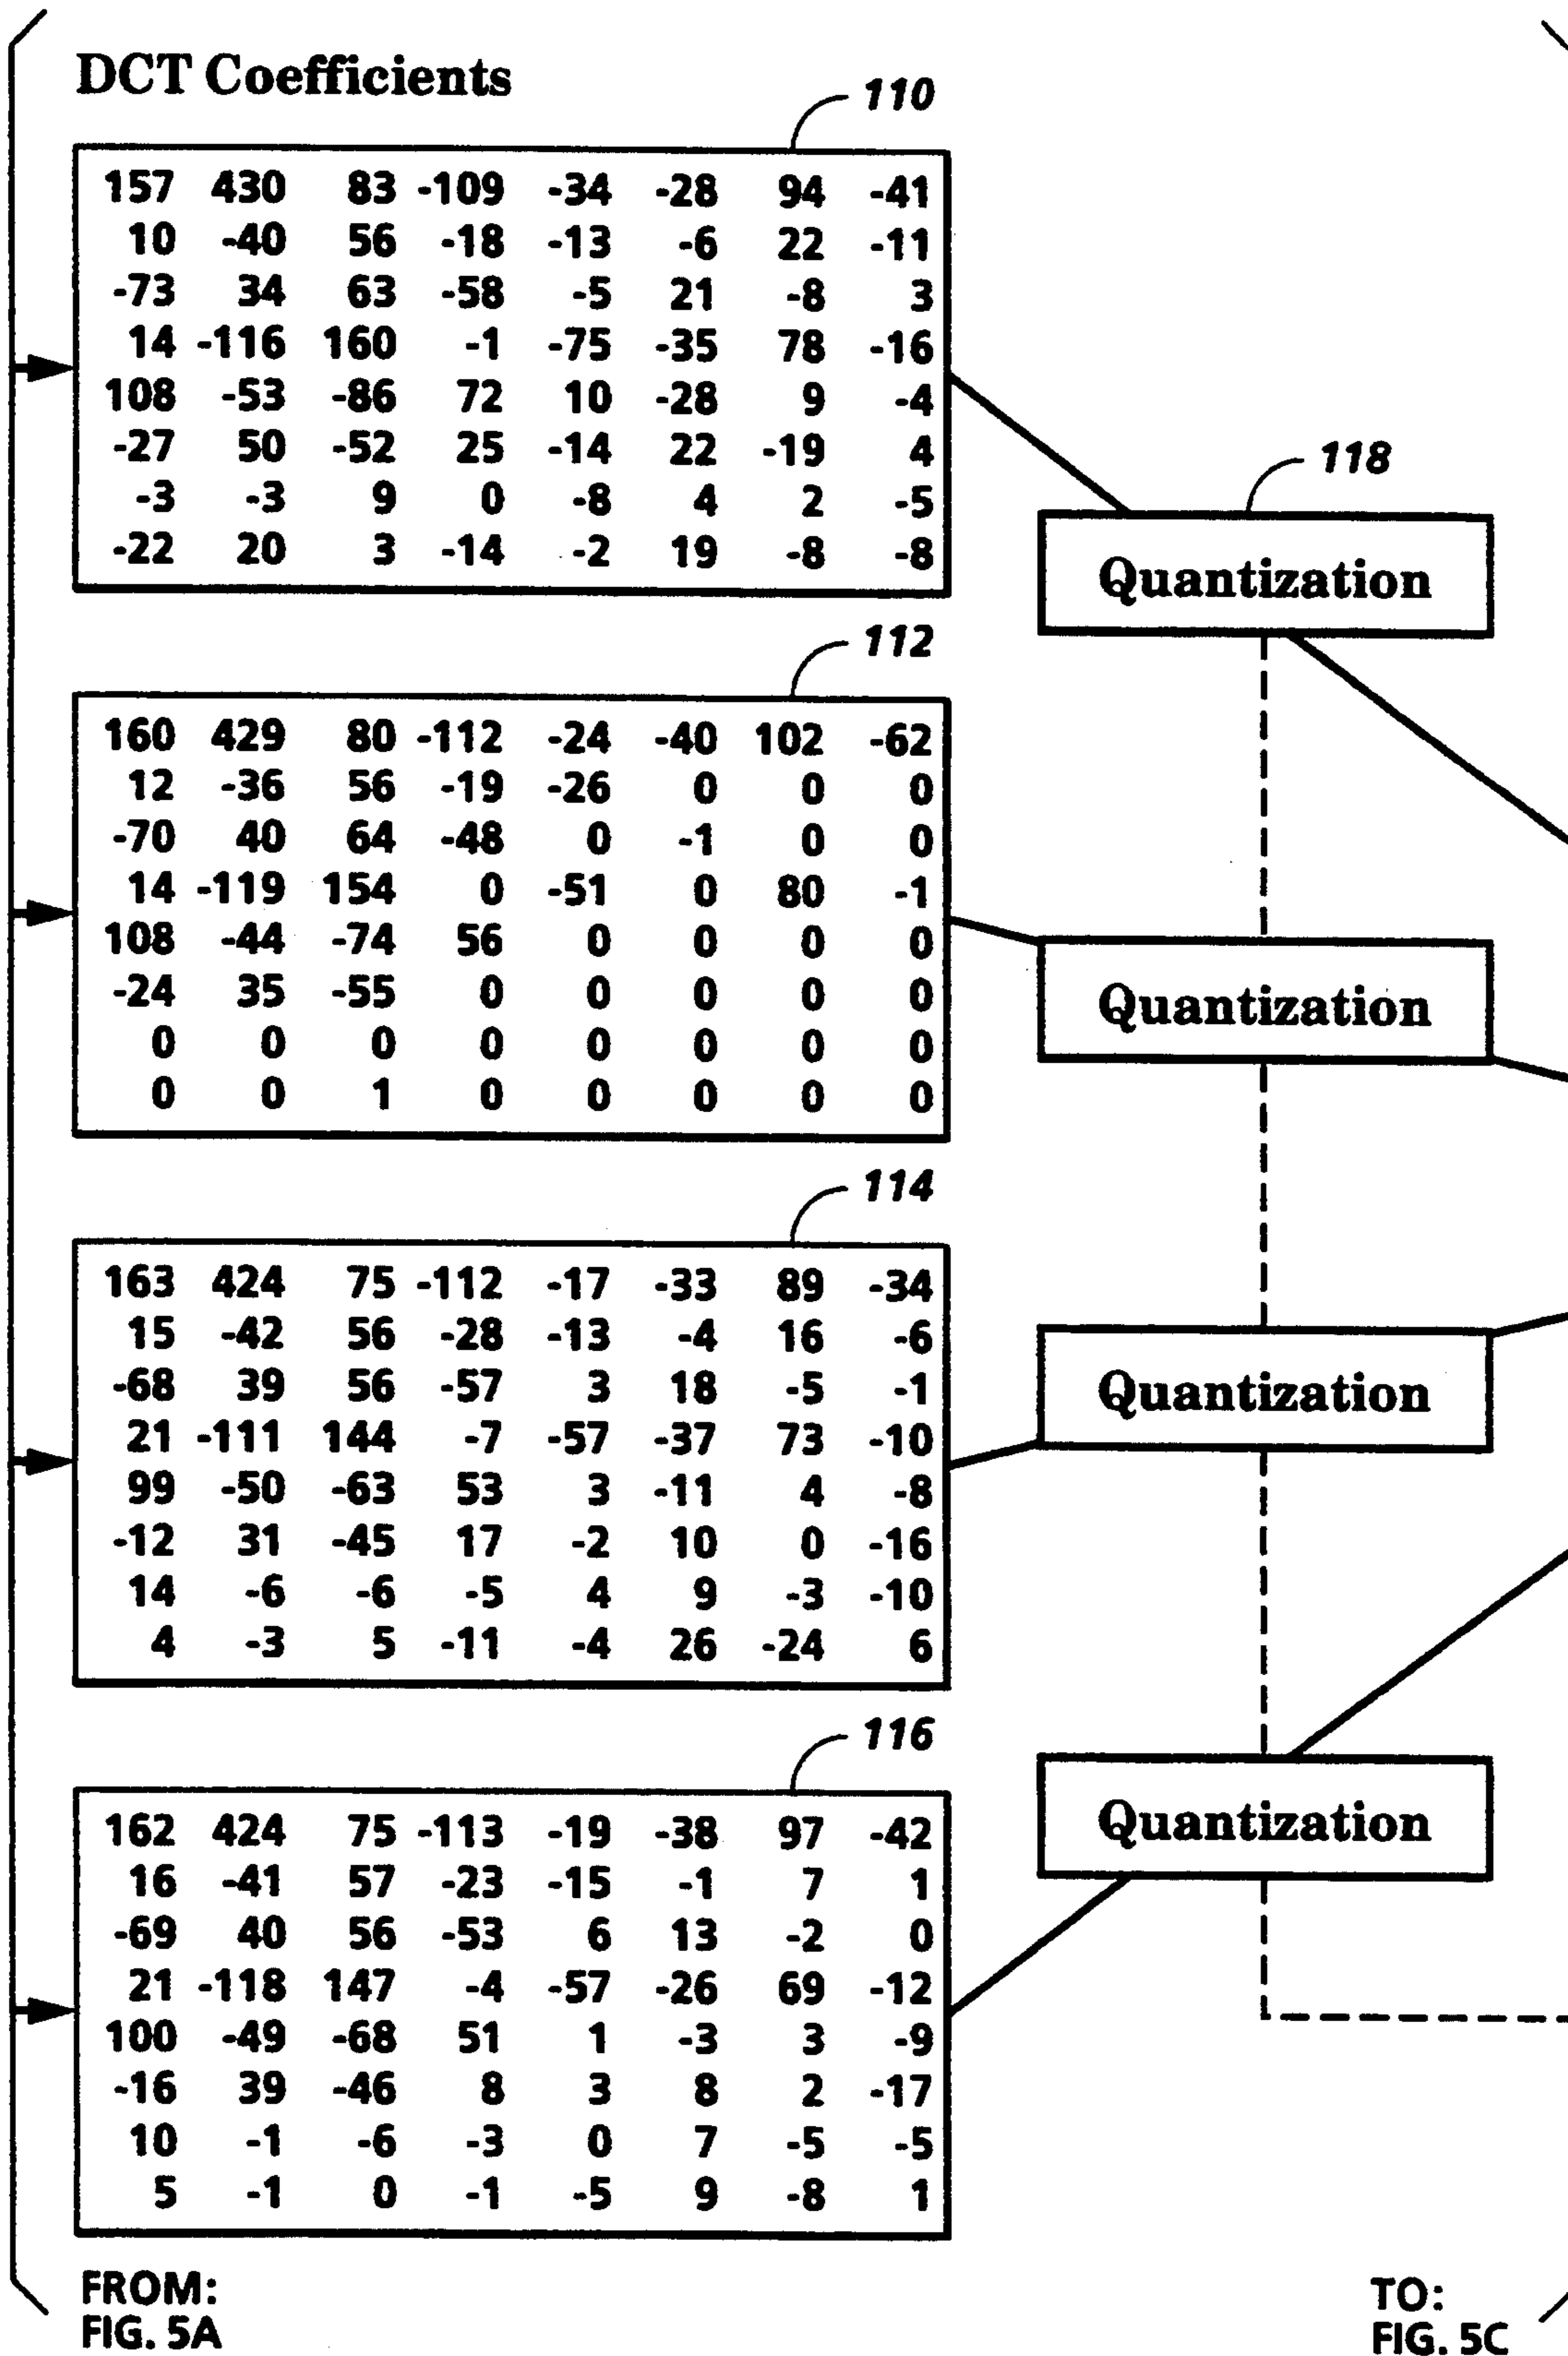 DCT Coefficients
110
157 430 83 -109 -34 -28 94 -41
10 -40 56 -18 -13 -6 22 -11
-73 34 63 -58 -5 21 -8 3
14 -116 160 -1 -75 -35 78 -16
108 -53 -86 72 10 -28 9 -4
-27 50 -52 25 -14 22 -19 4
-3 -3 9 0 -8 4 2 -5
-22 20 3 -14 -2 19 -8 -8
118
Quantization
112
160 429 80 -112 -24 -40 102 -62
12 -36 56 -19 -26 0 0 0
-70 40 64 -48 0 -1 0 0
14 -119 154 0 -51 0 80 -1
108 -44 -74 56 0 0 0 0
-24 35 -55 0 0 0 0 0
0 0 0 0 0 0 0 0
0 0 1 0 0 0 0 0
Quantization
114
163 424 75 -112 -17 -33 89 -34
15 -42 56 -28 -13 -4 16 -6
-68 39 56 -57 3 18 -5 -1
21 -111 144 -7 -57 -37 73 -10
99 -50 -63 53 3 -11 4 -8
-12 31 -45 17 -2 10 0 -16
14 -6 -6 -5 4 9 -3 -10
4 -3 5 -11 -4 26 -24 6
Quantization
116
162 424 75 -113 -19 -38 97 -42
16 -41 57 -23 -15 -1 7 1
-69 40 56 -53 6 13 -2 0
21 -118 147 -4 -57 -26 69 -12
100 -49 -68 51 1 -3 3 -9
-16 39 -46 8 3 8 2 -17
10 -1 -6 -3 0 7 -5 -5
5 -1 0 -1 -5 9 -8 1
Quantization
FROM:
FIG. 5A
TO:
FIG. 5C